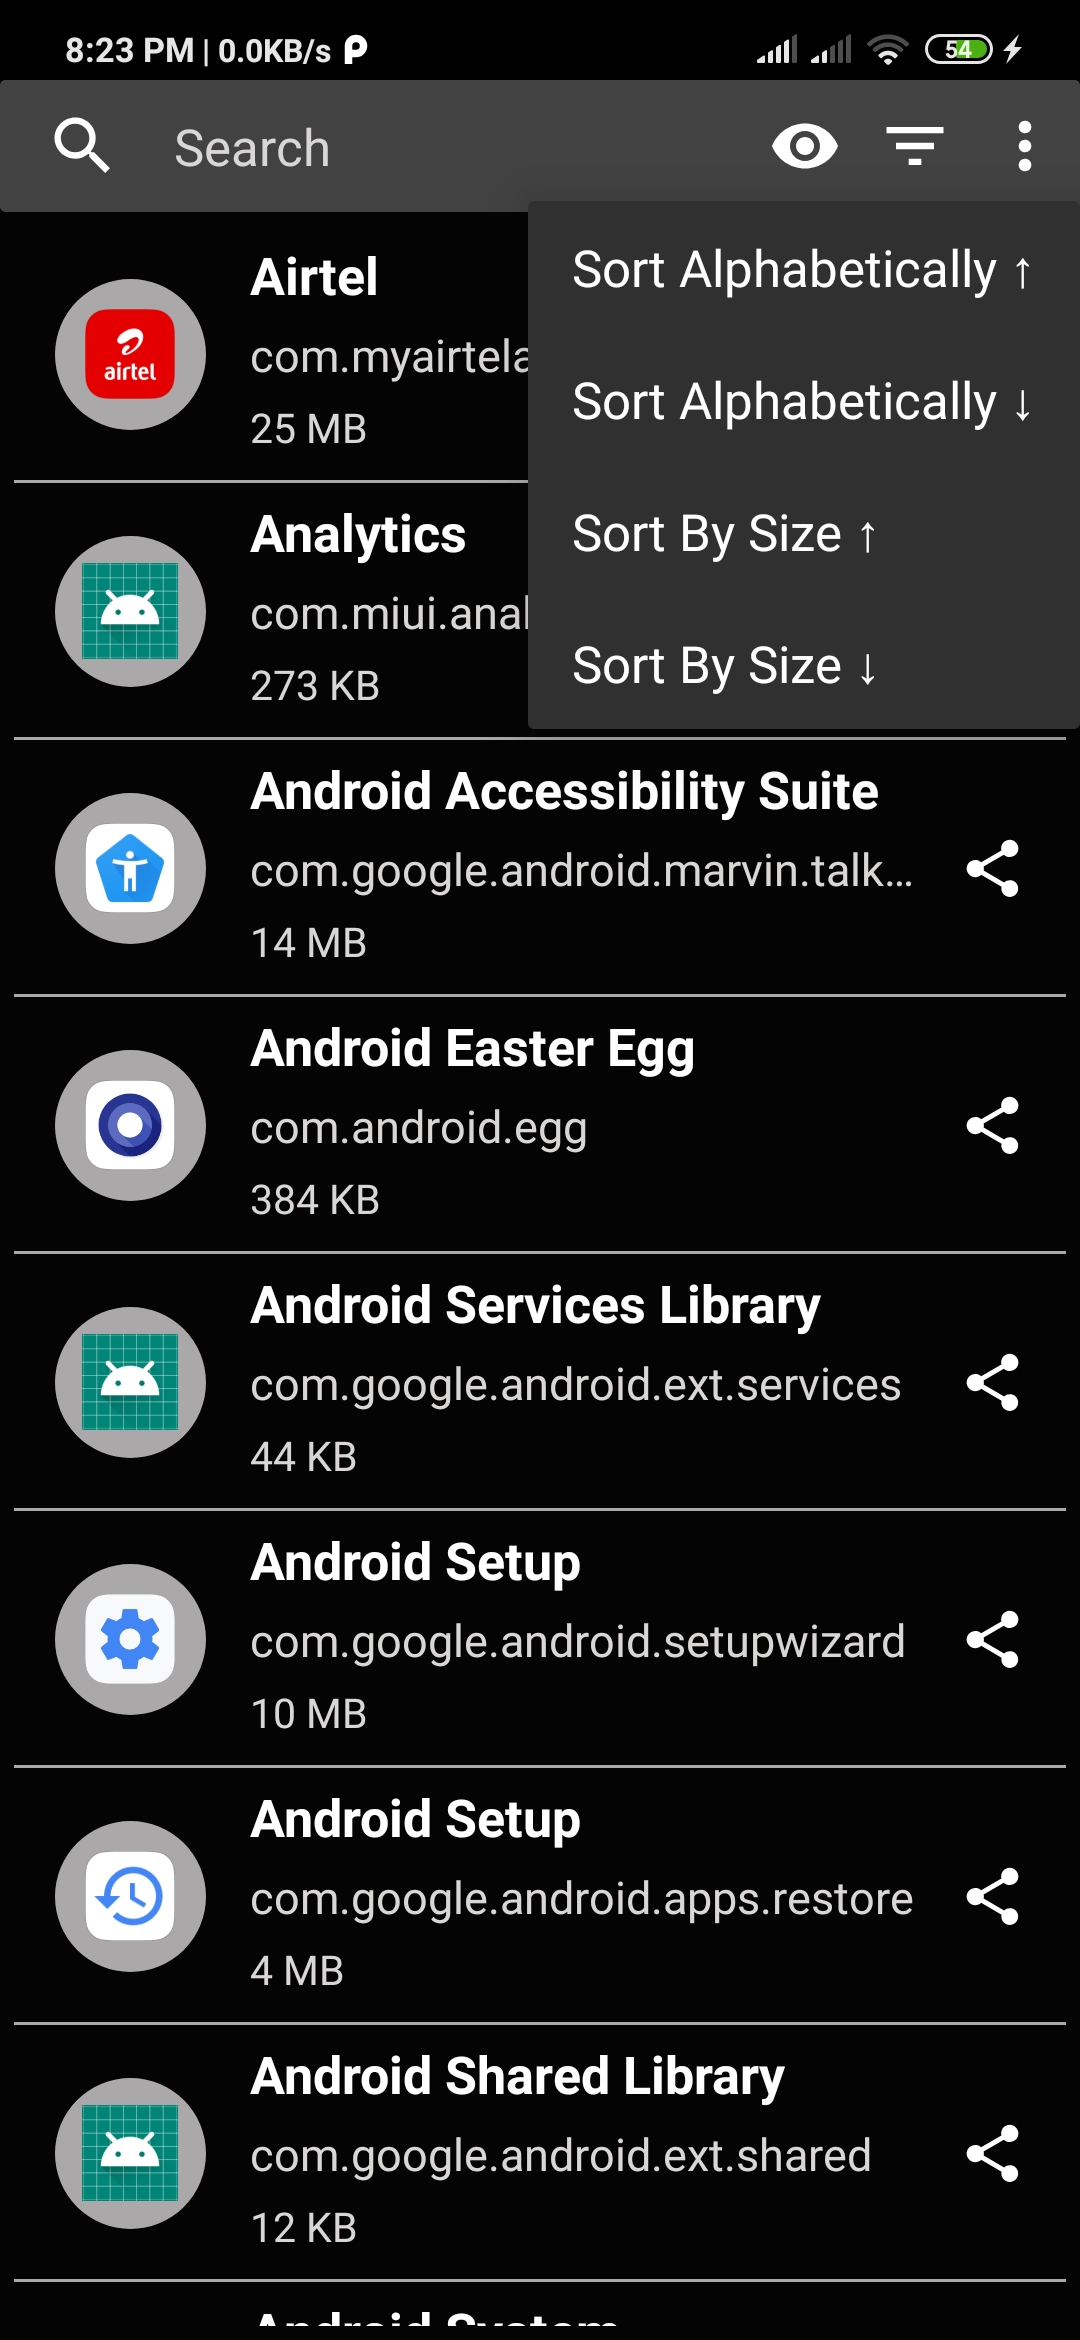 8:23 PM | 0.0KB/s
54
Search
Sort Alphabetically ↑
Sort Alphabetically ↓
Sort By Size ↑
Sort By Size ↓
airtel
Airtel
com.myairtela
25 MB
Analytics
com.miui.anal
273 KB
Android Accessibility Suite
com.google.android.marvin.talk...
14 MB
Android Easter Egg
com.android.egg
384 KB
Android Services Library
com.google.android.ext.services
44 KB
Android Setup
com.google.android.setupwizard
10 MB
Android Setup
com.google.android.apps.restore
4 MB
Android Shared Library
com.google.android.ext.shared
12 KB
Android System